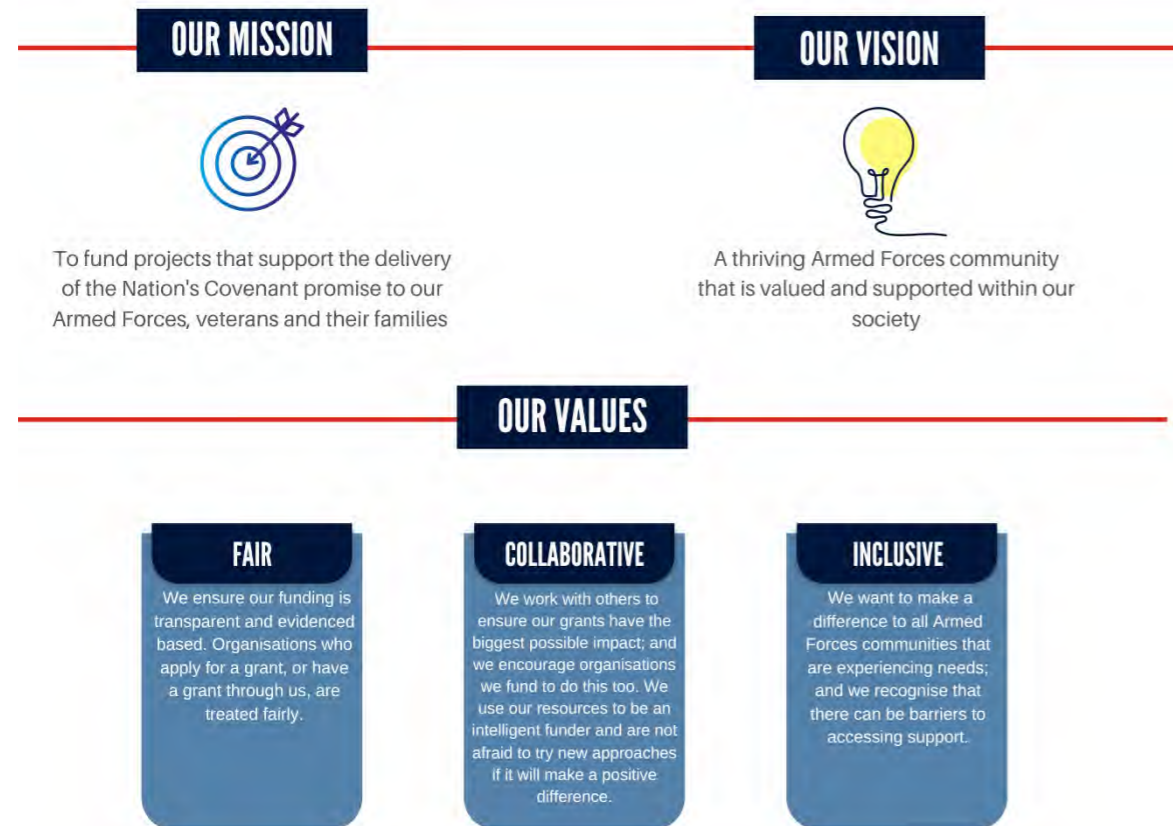 OUR MISSION
To fund projects that support the delivery
of the Nation's Covenant promise to our
Armed Forces, veterans and their families
OUR VISION
A thriving Armed Forces community
that is valued and supported within our
society
OUR VALUES
FAIR
We ensure our funding is
transparent and evidenced
based. Organisations who
apply for a grant, or have
a grant through us, are
treated fairly.
COLLABORATIVE
We work with others to
ensure our grants have the
biggest possible impact; and
we encourage organisations
we fund to do this too. We
use our resources to be an
intelligent funder and are not
afraid to try new approaches
if it will make a positive
difference.
INCLUSIVE
We want to make a
difference to all Armed
Forces communities that
are experiencing needs;
and we recognise that
there can be barriers to
accessing support.